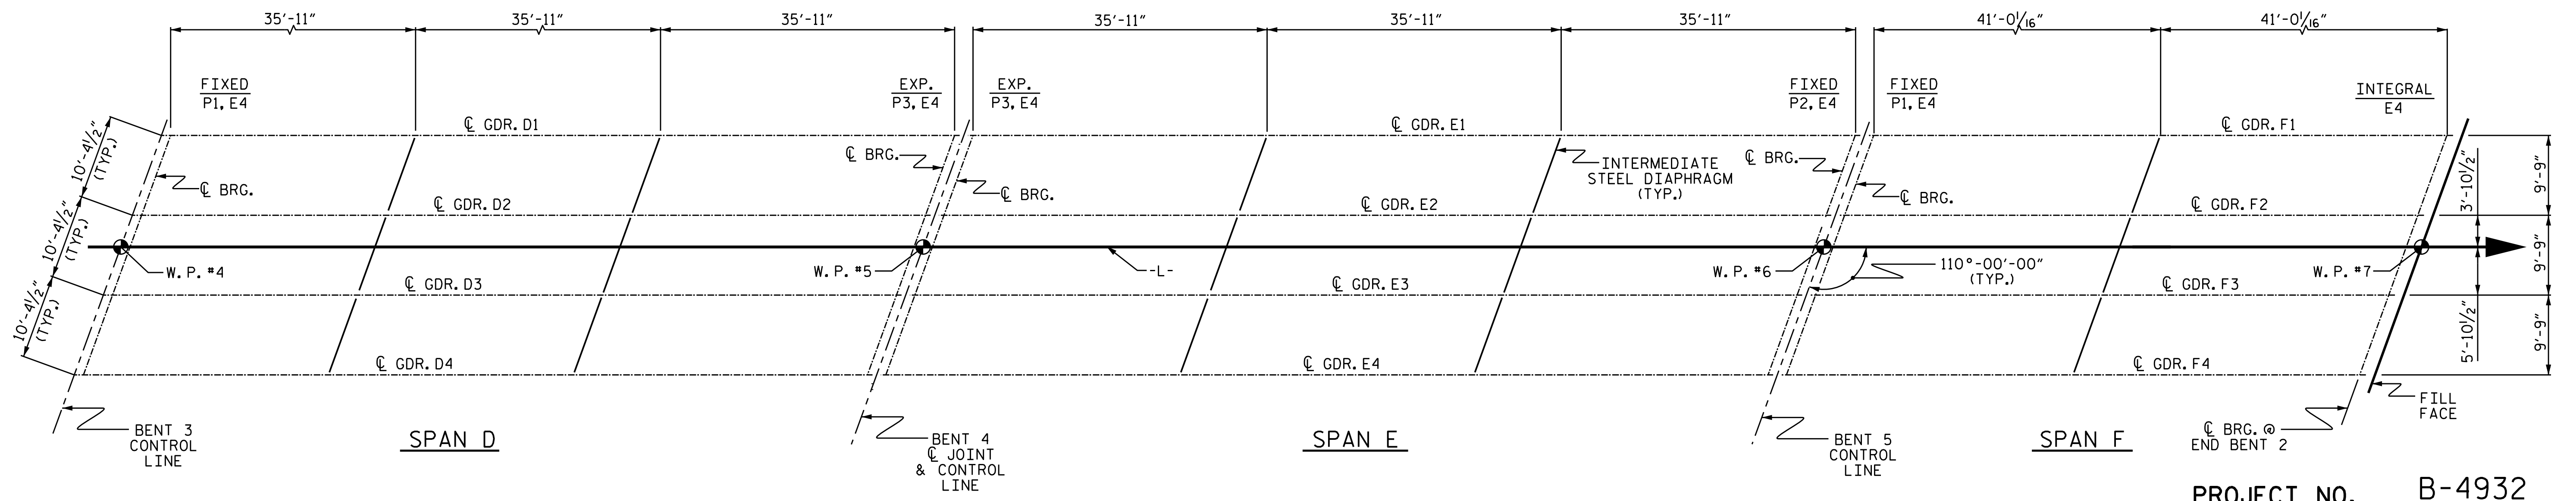 35'-11" 35'-11" 35'-11" 35'-11" 35'-11" 35'-11" 41'-0 1/16" 41'-0 1/16"
FIXED
P1, E4
EXP.
P3, E4
EXP.
P3, E4
FIXED
P2, E4
FIXED
P1, E4
INTEGRAL
E4
10'-4 1/2"
(TYP.)
10'-4 1/2"
(TYP.)
10'-4 1/2"
(TYP.)
℄ GDR. D1
℄ GDR. E1
℄ GDR. F1
℄ BRG.
℄ BRG.
℄ BRG.
INTERMEDIATE
STEEL DIAPHRAGM
(TYP.)
℄ BRG.
℄ BRG.
℄ GDR. D2
℄ GDR. E2
℄ GDR. F2
3'-10 1/2"
9'-9"
9'-9"
9'-9"
5'-10 1/2"
W. P. #4
W. P. #5
-L-
W. P. #6
110°-00'-00"
(TYP.)
W. P. #7
℄ GDR. D3
℄ GDR. E3
℄ GDR. F3
℄ GDR. D4
℄ GDR. E4
℄ GDR. F4
BENT 3
CONTROL
LINE
SPAN D
BENT 4
℄ JOINT
& CONTROL
LINE
SPAN E
BENT 5
CONTROL
LINE
SPAN F
℄ BRG. @
END BENT 2
FILL
FACE
PROJECT NO. B-4932